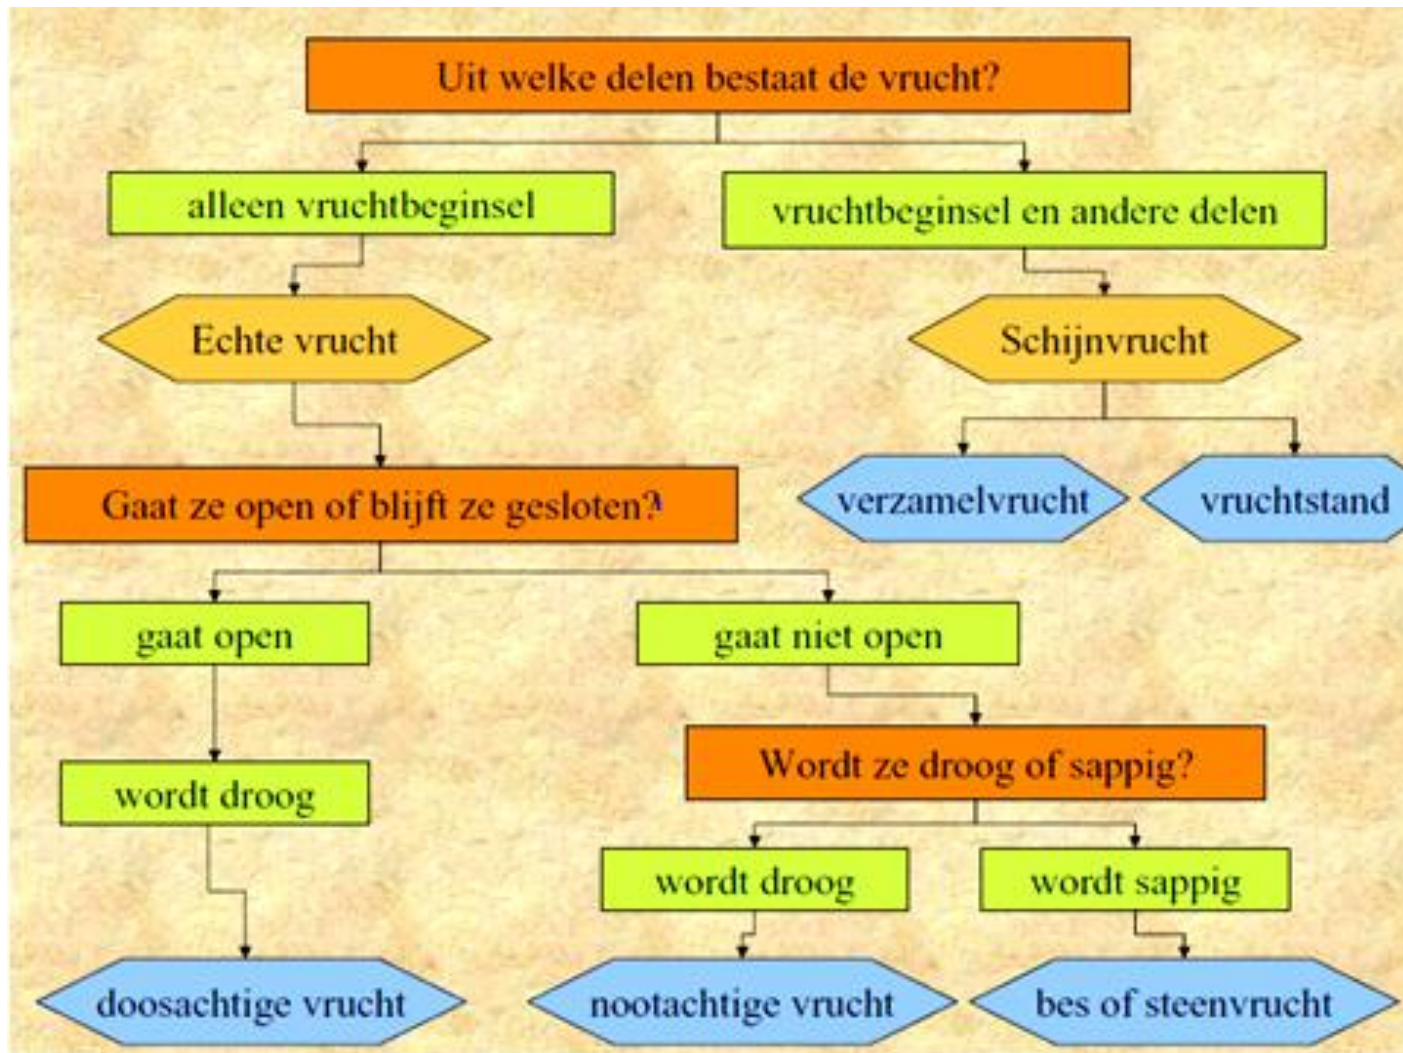 Uit welke delen bestaat de vrucht?
alleen vruchtbeginsel
vruchtbeginsel en andere delen
Echte vrucht
Schijnvrucht
verzamelvrucht
vruchtstand
Gaat ze open of blijft ze gesloten?
gaat open
gaat niet open
Wordt ze droog of sappig?
wordt droog
wordt droog
wordt sappig
doosachtige vrucht
nootachtige vrucht
bes of steenvrucht